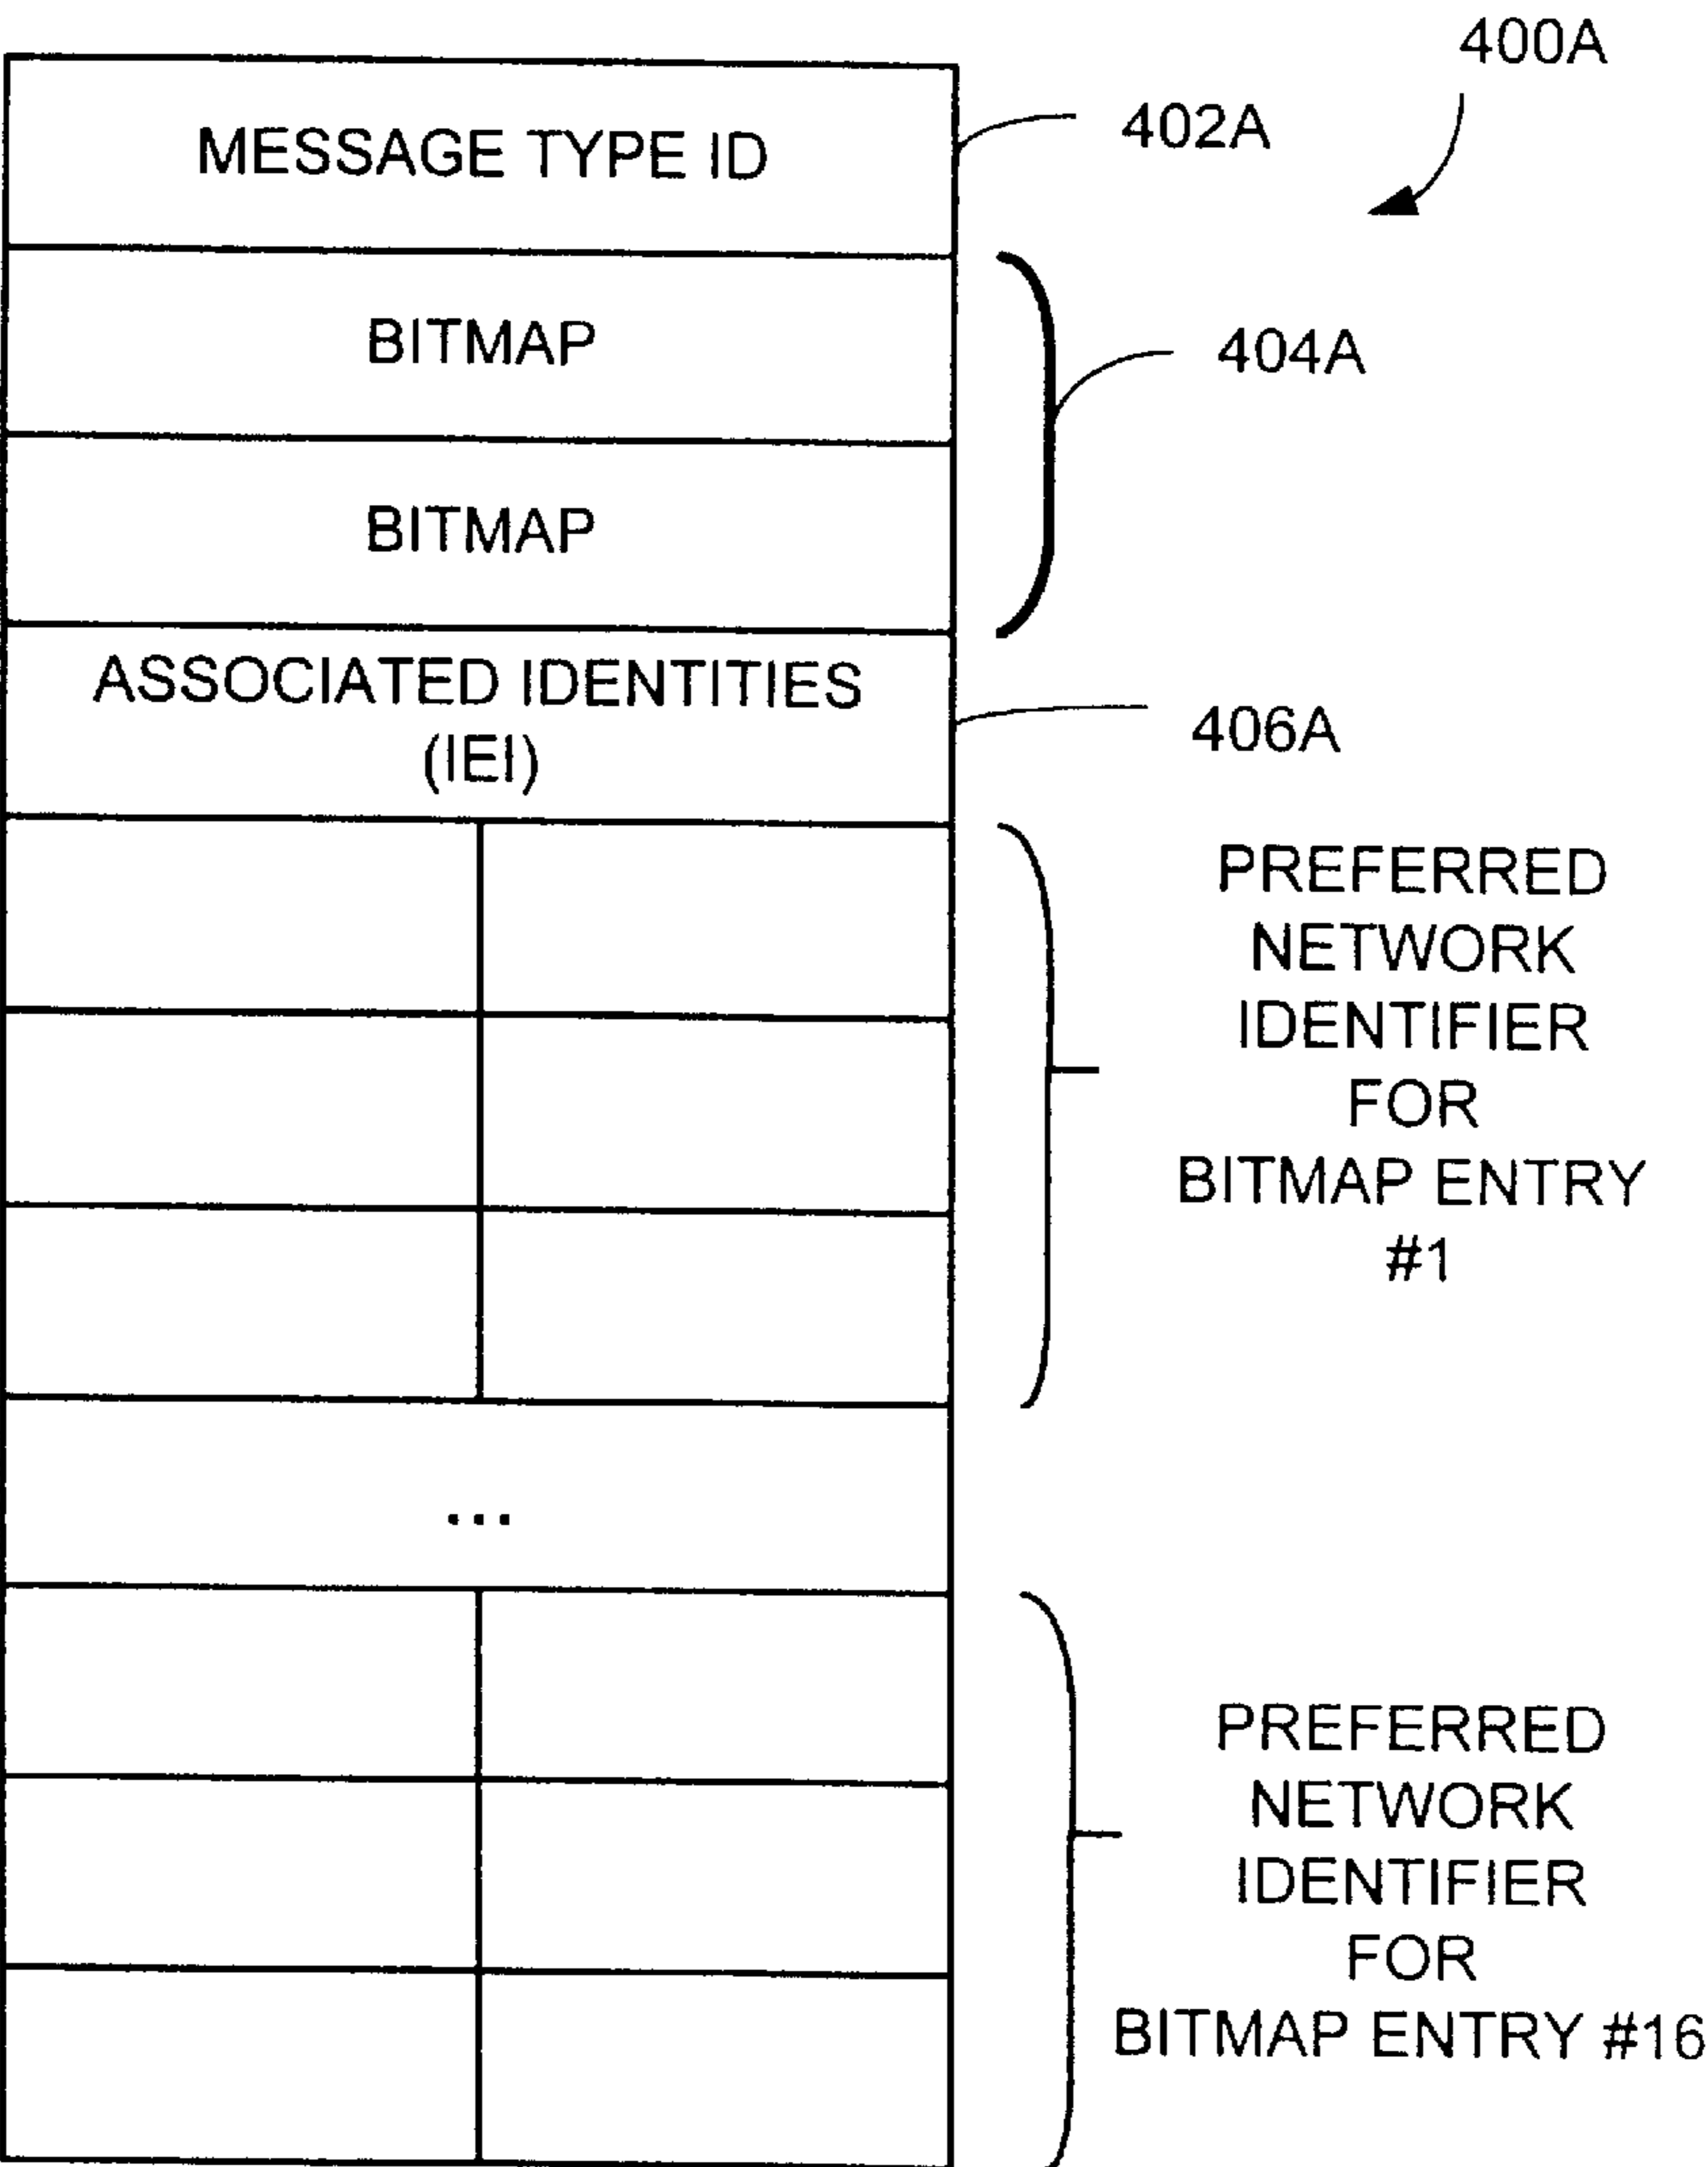 400A
MESSAGE TYPE ID
402A
BITMAP
404A
BITMAP
ASSOCIATED IDENTITIES
(IEI)
406A
PREFERRED
NETWORK
IDENTIFIER
FOR
BITMAP ENTRY
#1
...
PREFERRED
NETWORK
IDENTIFIER
FOR
BITMAP ENTRY #16